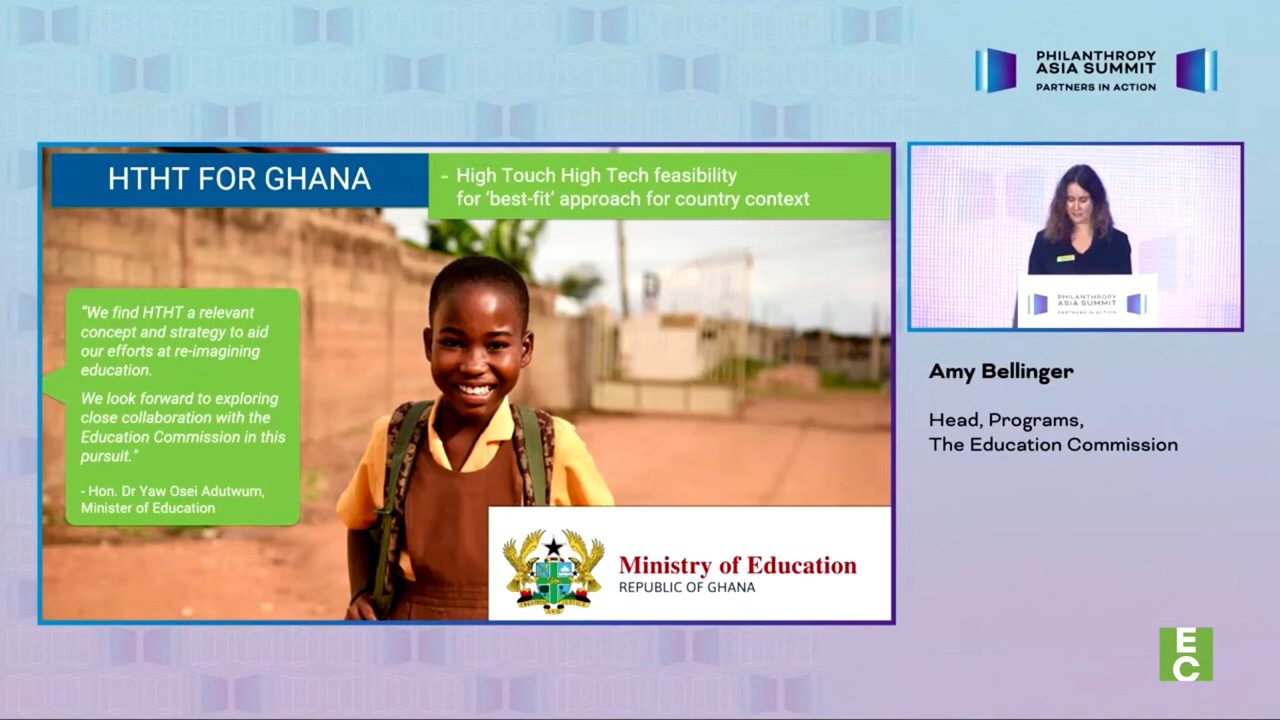 PHILANTHROPY
ASIA SUMMIT
PARTNERS IN ACTION
HTHT FOR GHANA
- High Touch High Tech feasibility
for ‘best-fit’ approach for country context
"We find HTHT a relevant
concept and strategy to aid
our efforts at re-imagining
education.
We look forward to exploring
close collaboration with the
Education Commission in this
pursuit."
- Hon. Dr Yaw Osei Adutwum,
Minister of Education
Ministry of Education
REPUBLIC OF GHANA
FREEDOM AND JUSTICE
PHILANTHROPY
ASIA SUMMIT
PARTNERS IN ACTION
Amy Bellinger
Head, Programs,
The Education Commission
E
C